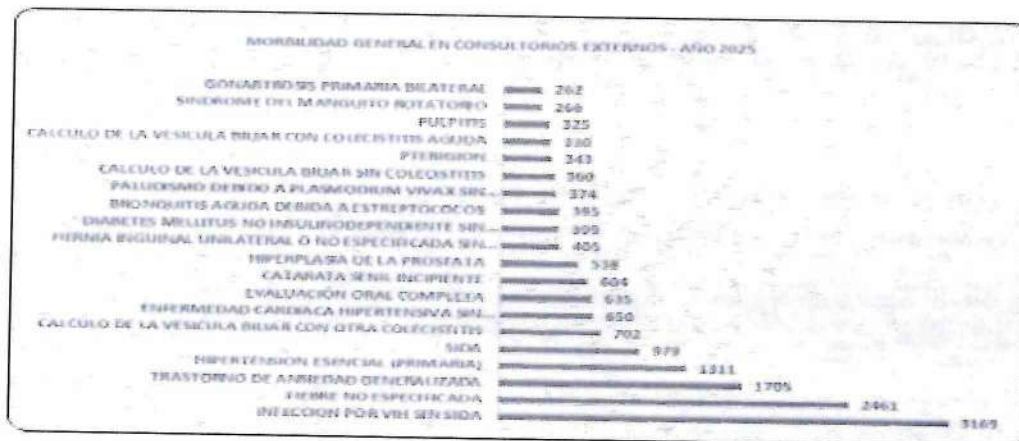 MORBILIDAD GENERAL EN CONSULTORIOS EXTERNOS - AÑO 2025
GONARTROSIS PRIMARIA BILATERAL 262
SINDROME DEL MANGUITO ROTATORIO 266
PULPITIS 325
CALCULO DE LA VESICULA BILIAR CON COLECISTITIS AGUDA 330
PTERIGION 343
CALCULO DE LA VESICULA BILIAR SIN COLECISTITIS 360
PALUDISMO DEBIDO A PLASMODIUM VIVAX SIN... 374
BRONQUITIS AGUDA DEBIDA A ESTREPTOCOCOS 395
DIABETES MELLITUS NO INSULINODEPENDIENTE SIN... 399
HERNIA INGUINAL UNILATERAL O NO ESPECIFICADA SIN... 405
HIPERPLASIA DE LA PROSTATA 538
CATARATA SENIL INCIPIENTE 604
EVALUACIÓN ORAL COMPLETA 635
ENFERMEDAD CARDIACA HIPERTENSIVA SIN... 650
CALCULO DE LA VESICULA BILIAR CON OTRA COLECISTITIS 702
SIDA 979
HIPERTENSION ESENCIAL (PRIMARIA) 1311
TRASTORNO DE ANSIEDAD GENERALIZADA 1705
FIEBRE NO ESPECIFICADA 2461
INFECCION POR VIH SIN SIDA 3169